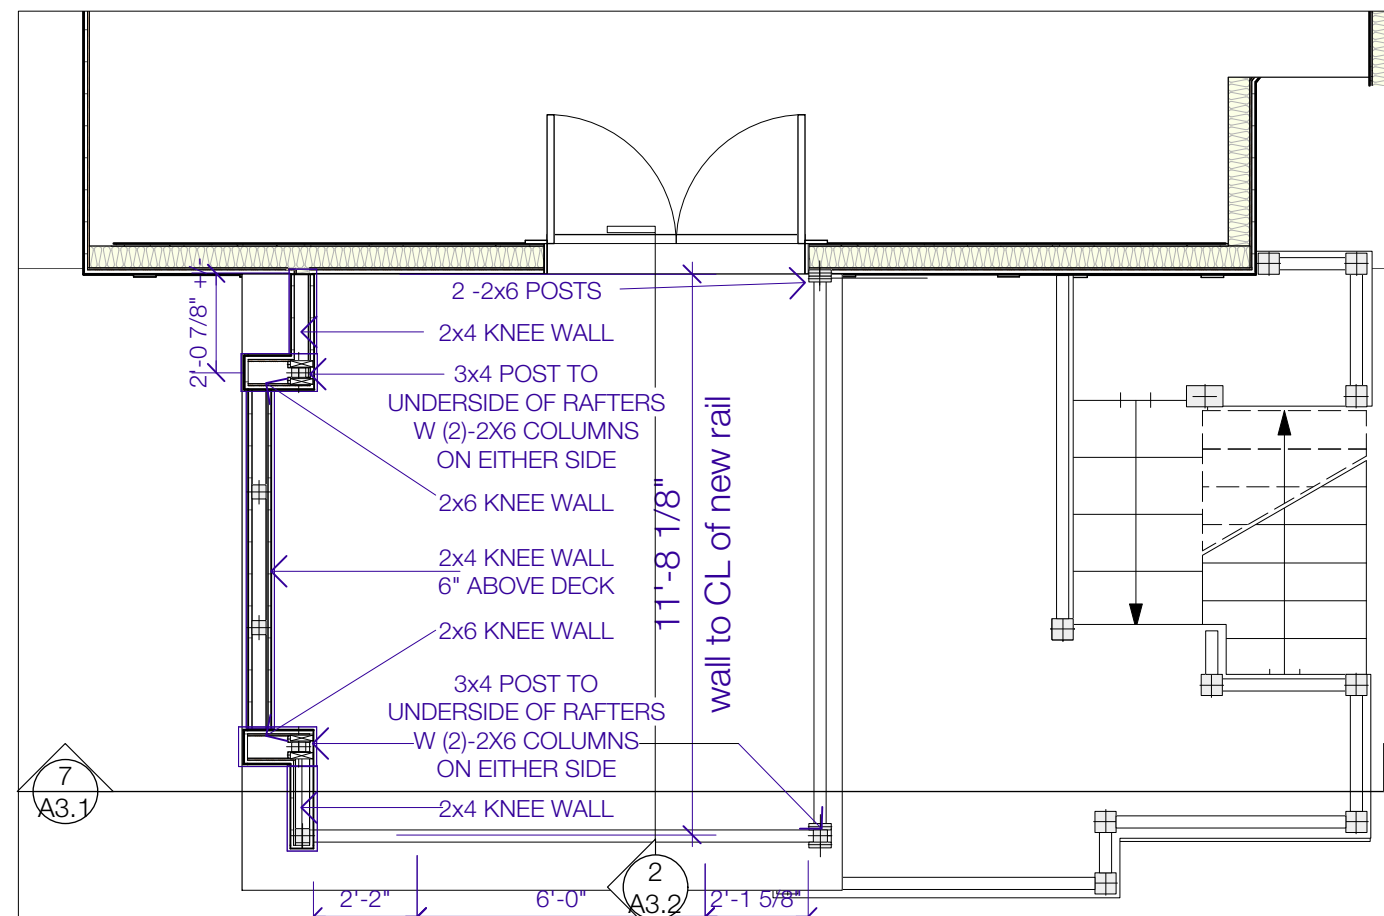 2 -2x6 POSTS
2x4 KNEE WALL
3x4 POST TO
UNDERSIDE OF RAFTERS
W (2)-2X6 COLUMNS
ON EITHER SIDE
2x6 KNEE WALL
2x4 KNEE WALL
6" ABOVE DECK
2x6 KNEE WALL
3x4 POST TO
UNDERSIDE OF RAFTERS
W (2)-2X6 COLUMNS
ON EITHER SIDE
2x4 KNEE WALL
2'-0 7/8" +/-
11'-8 1/8"
wall to CL of new rail
7
A3.1
2
A3.2
2'-2"
6'-0"
2'-1 5/8"